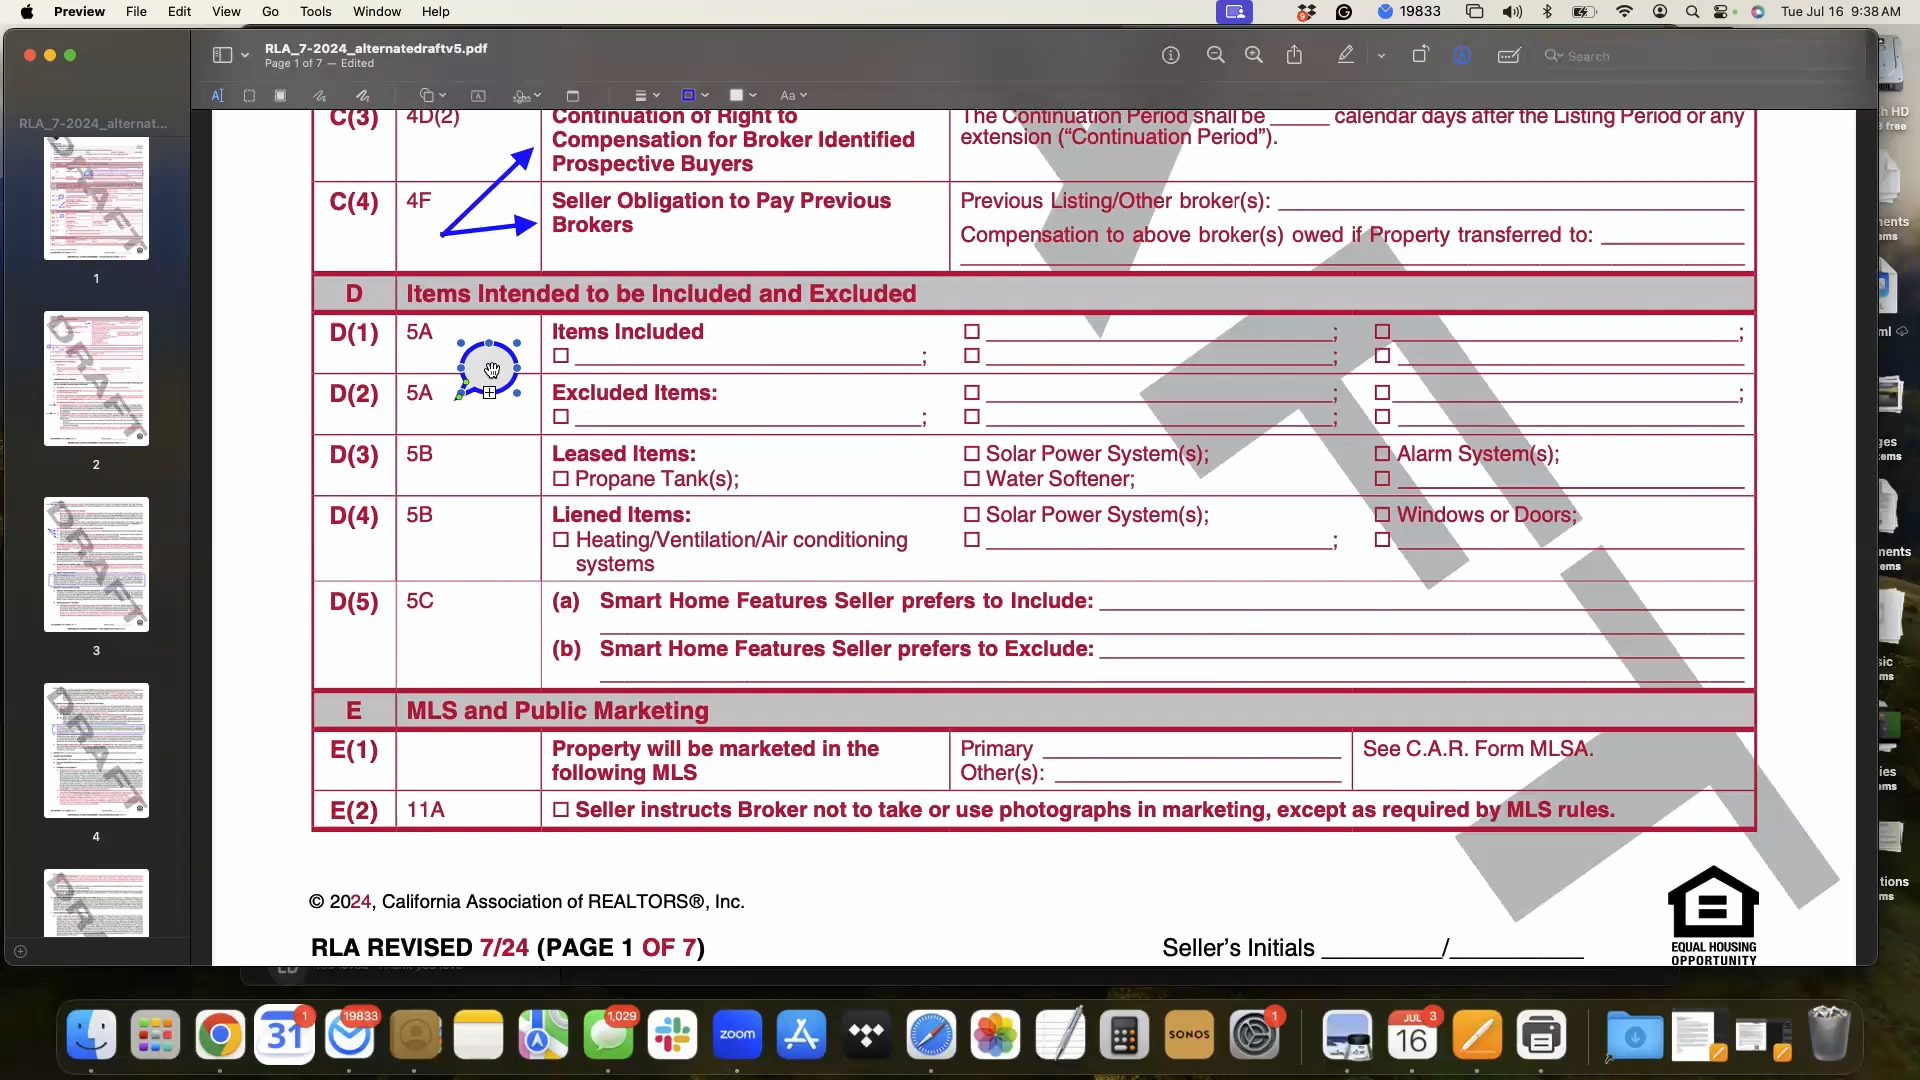 Preview File Edit View Go Tools Window Help 9 19833 Tue Jul 16 9:38 AM
RLA_7-2024_alternatedraftv5.pdf
Page 1 of 7 — Edited
Search
Aa
RLA_7-2024_alternat...
1
2
3
4
C(3) 4D(2) Continuation of Right to Compensation for Broker Identified Prospective Buyers
The Continuation Period shall be _____ calendar days after the Listing Period or any
extension (“Continuation Period”).
C(4) 4F Seller Obligation to Pay Previous Brokers
Previous Listing/Other broker(s):
Compensation to above broker(s) owed if Property transferred to:
D Items Intended to be Included and Excluded
D(1) 5A Items Included ☐ ; ☐ ;
☐ ; ☐ ; ☐
D(2) 5A Excluded Items: ☐ ; ☐ ;
☐ ; ☐ ; ☐
D(3) 5B Leased Items: ☐ Solar Power System(s); ☐ Alarm System(s);
☐ Propane Tank(s); ☐ Water Softener; ☐
D(4) 5B Liened Items: ☐ Solar Power System(s); ☐ Windows or Doors;
☐ Heating/Ventilation/Air conditioning ☐ ; ☐
systems
D(5) 5C (a) Smart Home Features Seller prefers to Include:
(b) Smart Home Features Seller prefers to Exclude:
E MLS and Public Marketing
E(1) Property will be marketed in the Primary See C.A.R. Form MLSA.
following MLS Other(s):
E(2) 11A ☐ Seller instructs Broker not to take or use photographs in marketing, except as required by MLS rules.
© 2024, California Association of REALTORS®, Inc.
RLA REVISED 7/24 (PAGE 1 OF 7) Seller’s Initials /
EQUAL HOUSING
OPPORTUNITY
31 1 19833 1,029 zoom SONOS 1 JUL 3 16